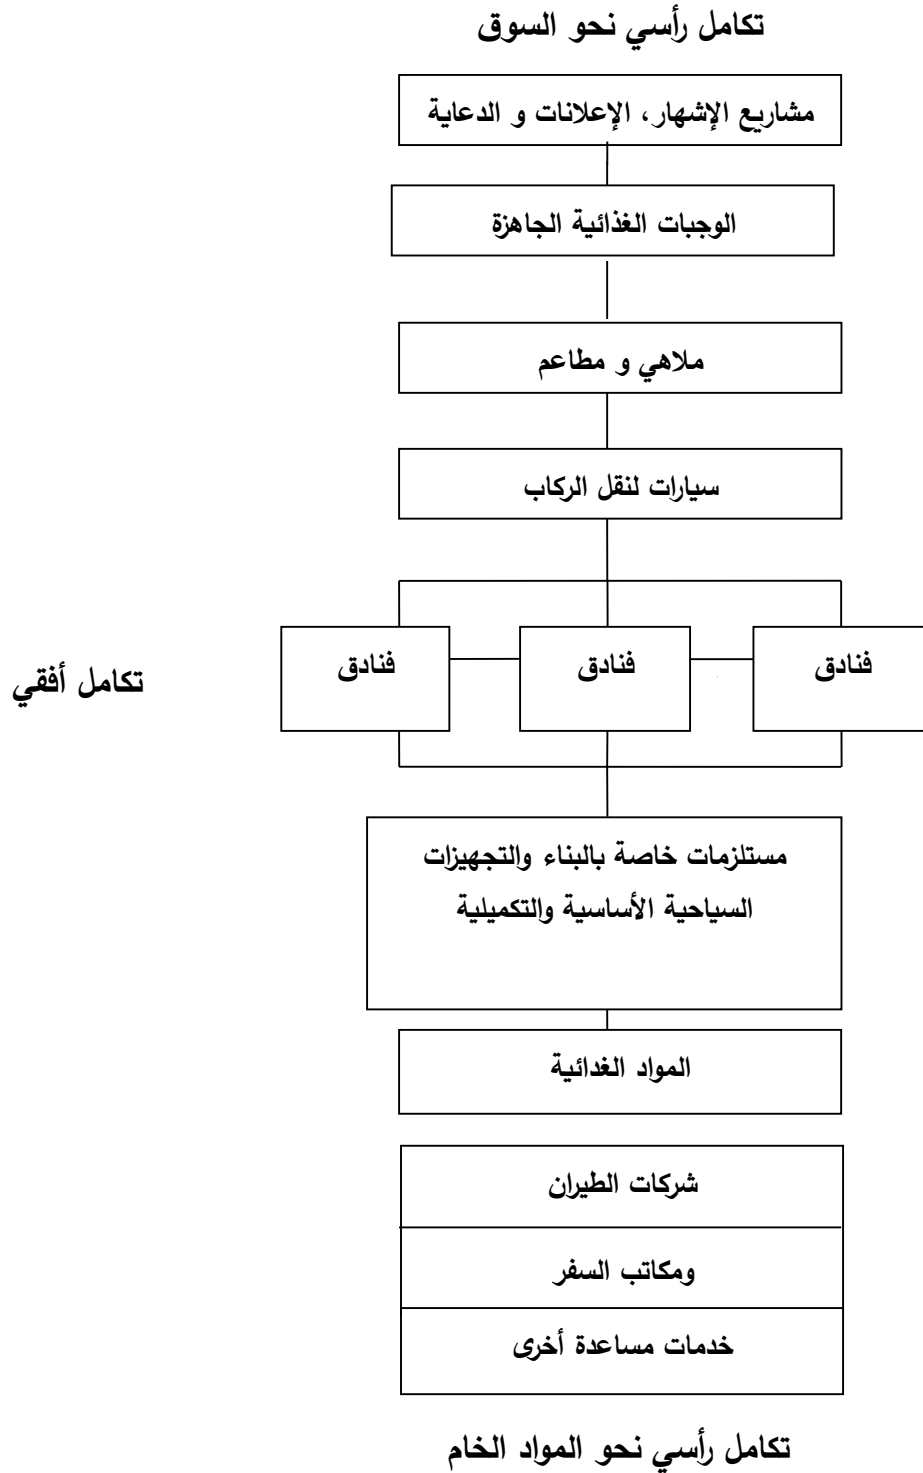 تكامل رأسي نحو السوق
مشاريع الإشهار، الإعلانات و الدعاية
الوجبات الغذائية الجاهزة
ملاهي و مطاعم
سيارات لنقل الركاب
فنادق
فنادق
فنادق
تكامل أفقي
مستلزمات خاصة بالبناء والتجهيزات
السياحية الأساسية والتكميلية
المواد الغدائية
شركات الطيران
ومكاتب السفر
خدمات مساعدة أخرى
تكامل رأسي نحو المواد الخام